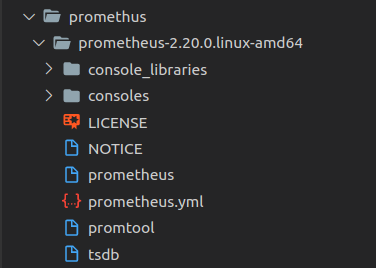 promethus
prometheus-2.20.0.linux-amd64
console_libraries
consoles
LICENSE
NOTICE
prometheus
prometheus.yml
promtool
tsdb